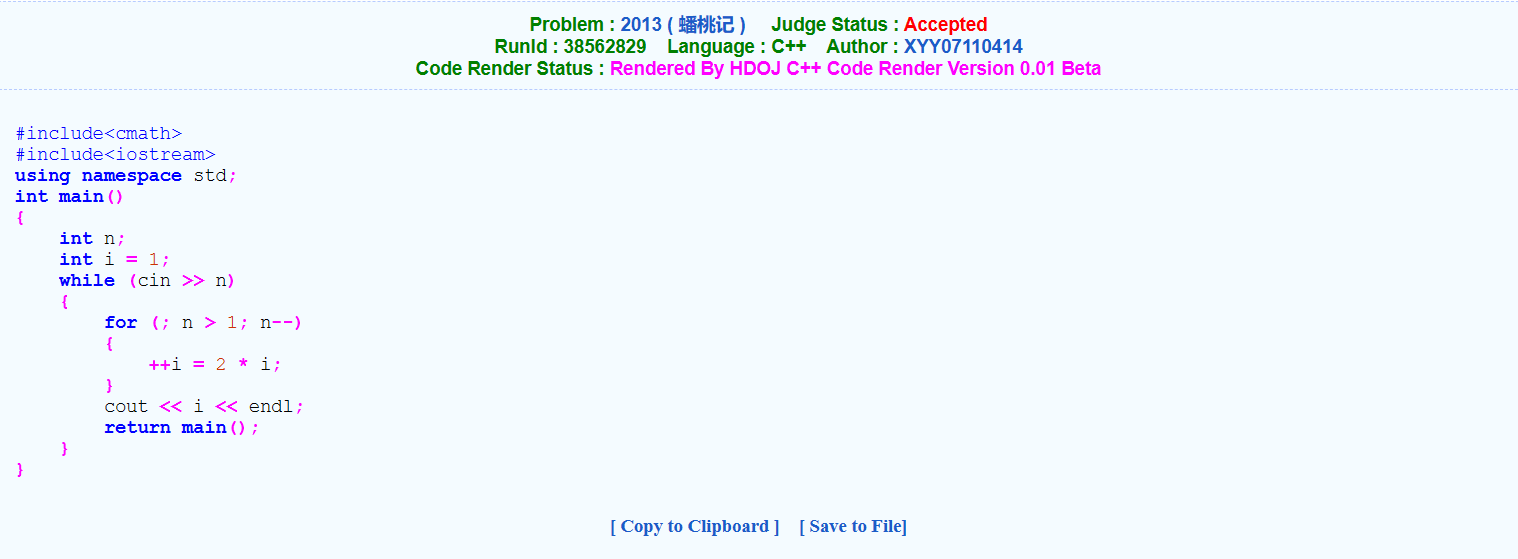 Problem : 2013 ( 蟠桃记 ) Judge Status : Accepted
RunId : 38562829 Language : C++ Author : XYY07110414
Code Render Status : Rendered By HDOJ C++ Code Render Version 0.01 Beta
#include<cmath>
#include<iostream>
using namespace std;
int main()
{
    int n;
    int i = 1;
    while (cin >> n)
    {
        for (; n > 1; n--)
        {
            ++i = 2 * i;
        }
        cout << i << endl;
        return main();
    }
}
[ Copy to Clipboard ] [ Save to File]